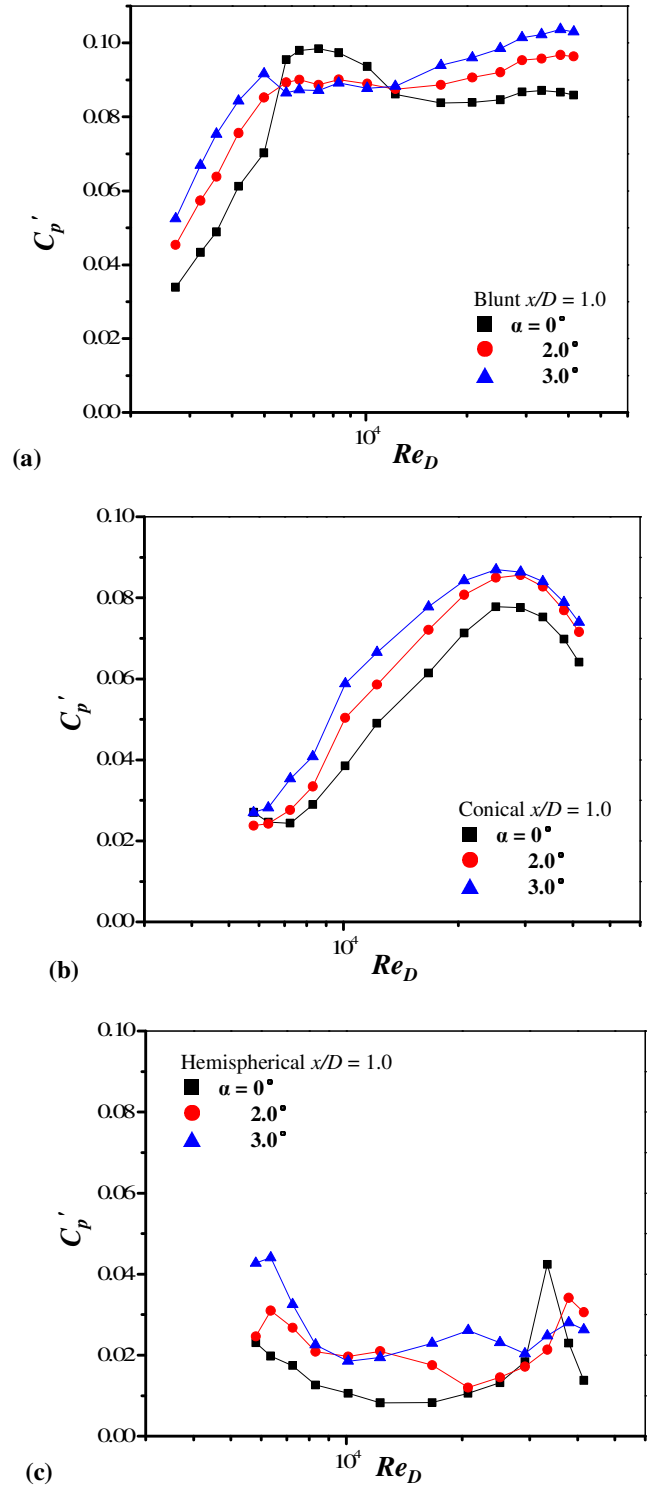 0.10
0.08
0.06
0.04
0.02
0.00
C_p'
Blunt x/D = 1.0
α = 0°
2.0°
3.0°
10⁴
(a)
Re_D
0.10
0.08
0.06
0.04
0.02
0.00
C_p'
Conical x/D = 1.0
α = 0°
2.0°
3.0°
10⁴
(b)
Re_D
0.10
0.08
0.06
0.04
0.02
0.00
C_p'
Hemispherical x/D = 1.0
α = 0°
2.0°
3.0°
10⁴
(c)
Re_D